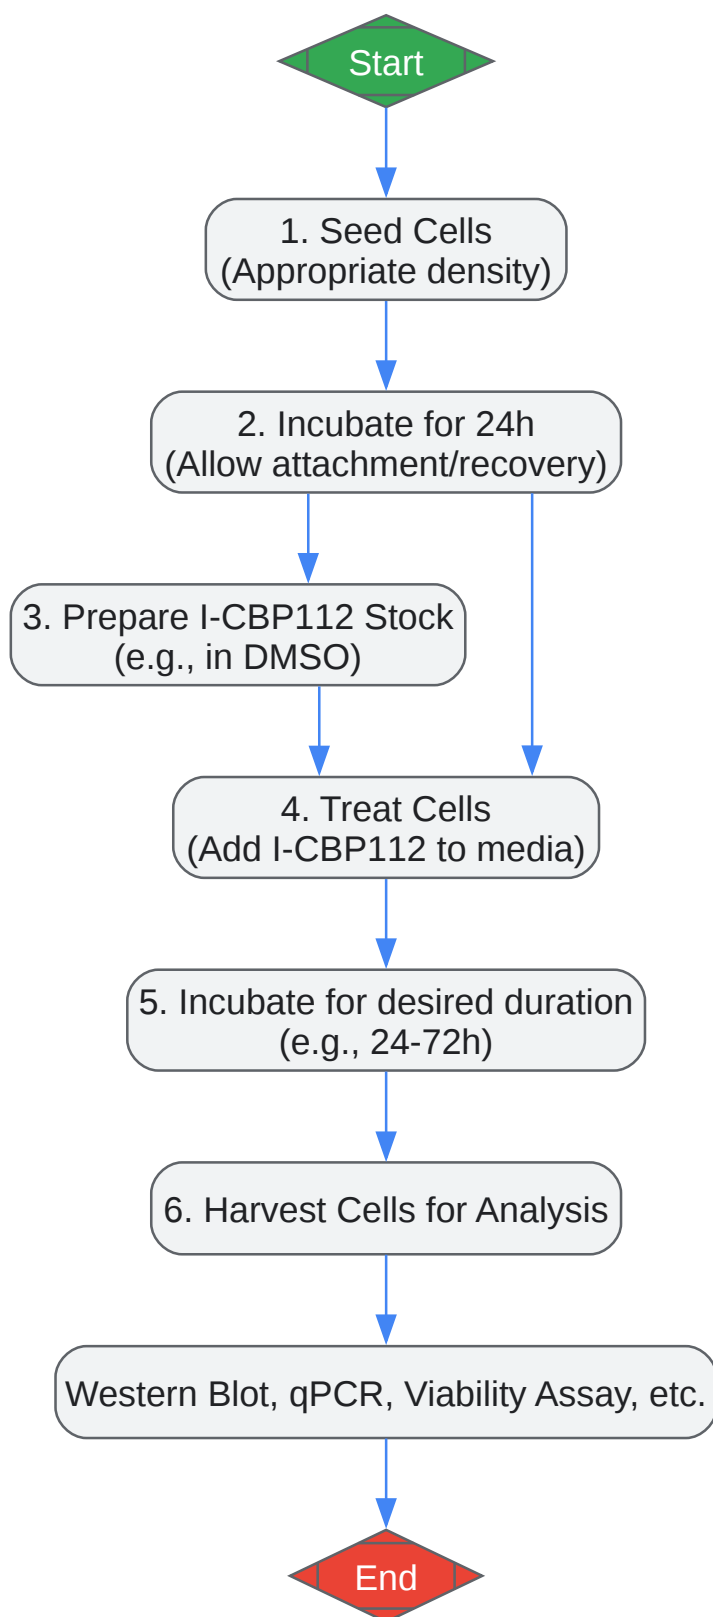 Start
1. Seed Cells
(Appropriate density)
2. Incubate for 24h
(Allow attachment/recovery)
3. Prepare I-CBP112 Stock
(e.g., in DMSO)
4. Treat Cells
(Add I-CBP112 to media)
5. Incubate for desired duration
(e.g., 24-72h)
6. Harvest Cells for Analysis
Western Blot, qPCR, Viability Assay, etc.
End